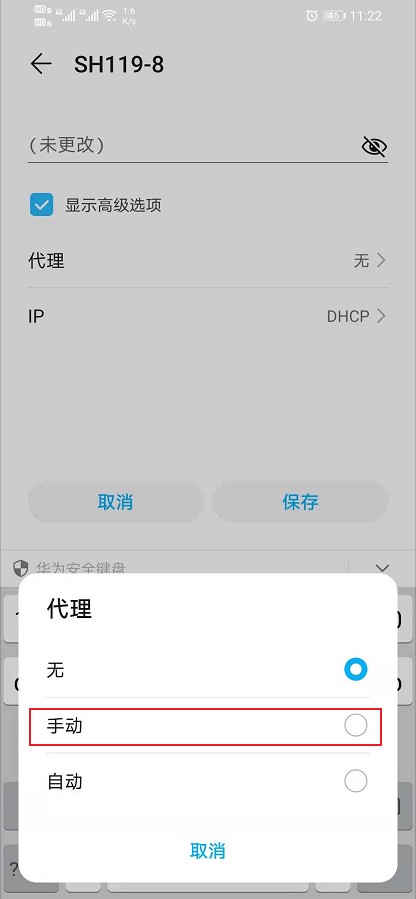 1.6
K/s
46
11:22
SH119-8
(未更改)
显示高级选项
代理
无
IP
DHCP
取消
保存
华为安全键盘
代理
无
手动
自动
取消
?